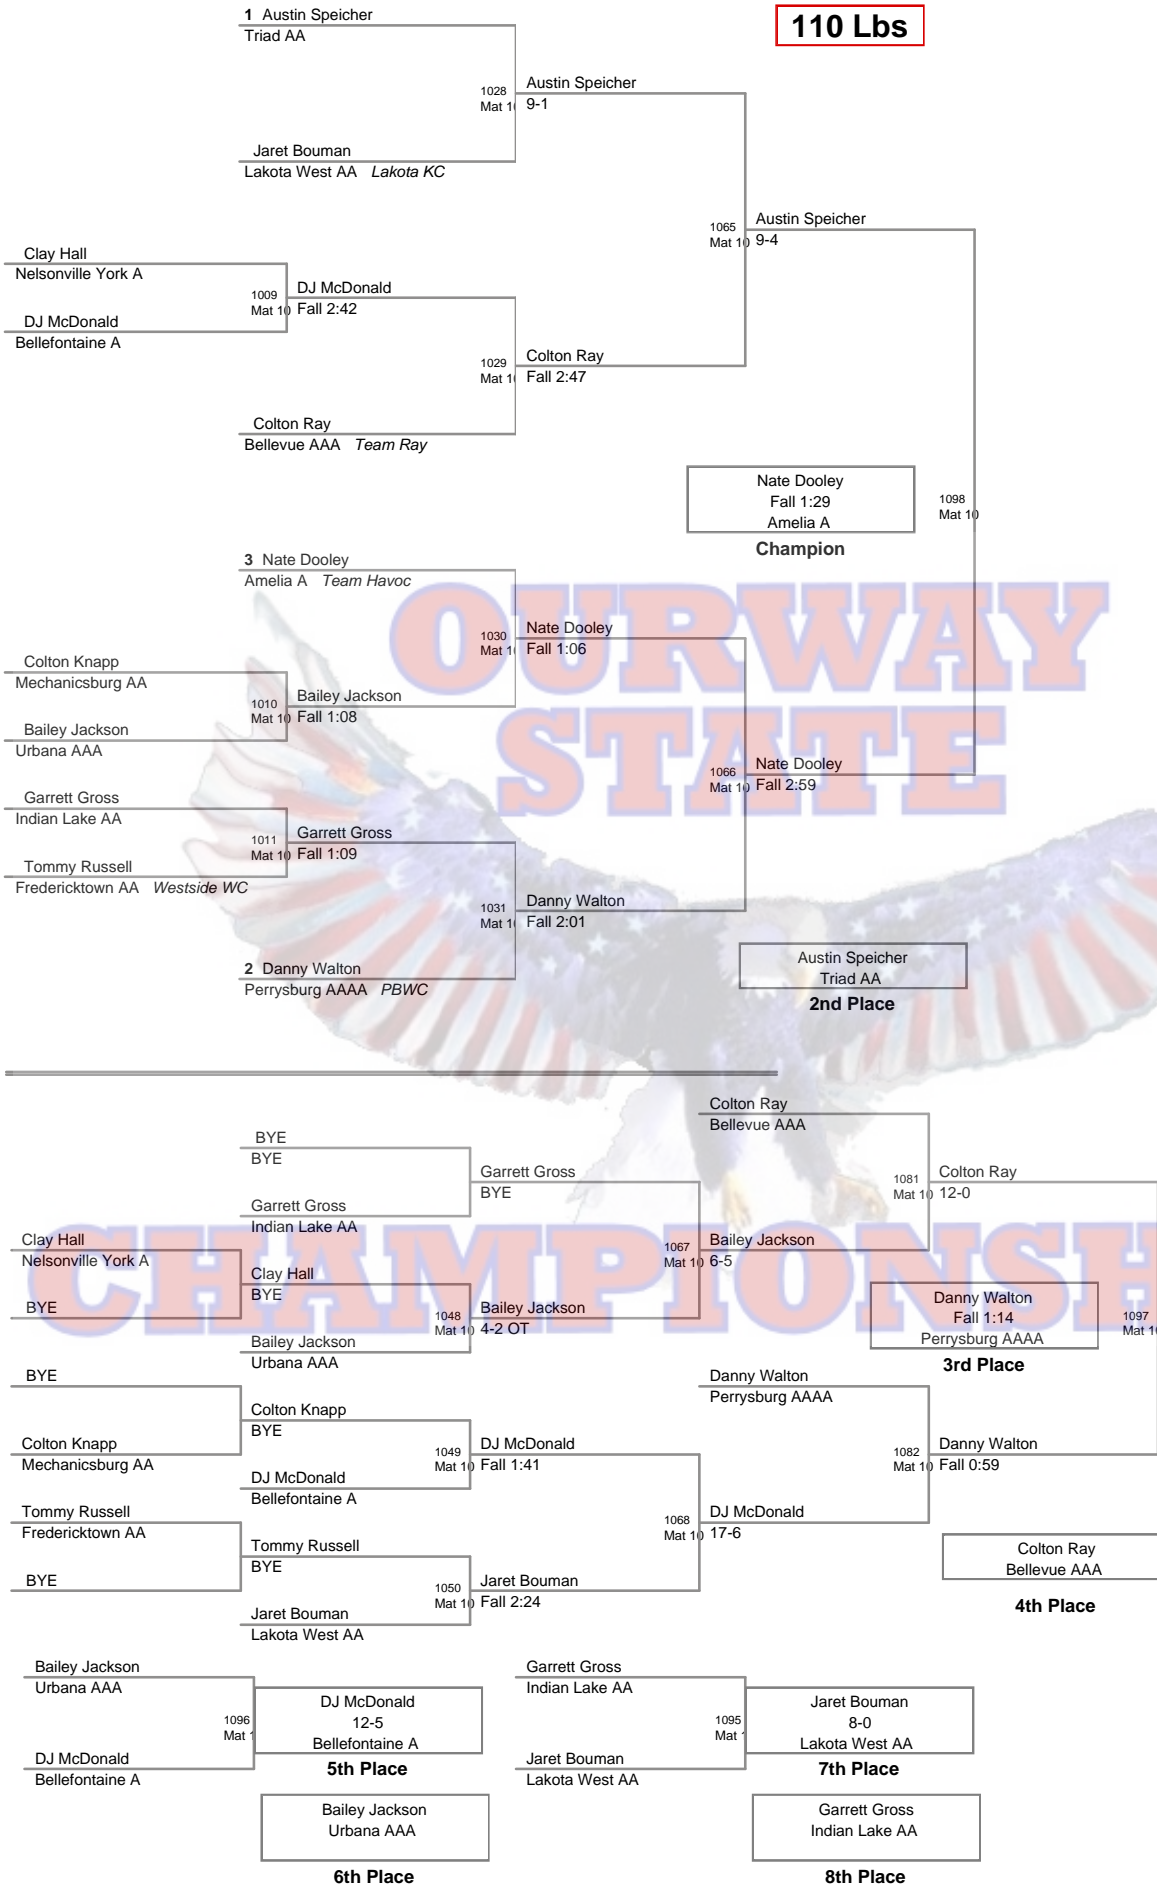 110 Lbs
1 Austin Speicher
Triad AA
1028
Mat 1
Austin Speicher
9-1
Jaret Bouman
Lakota West AA Lakota KC
1065
Mat 10
Austin Speicher
9-4
Clay Hall
Nelsonville York A
1009
Mat 10
DJ McDonald
Fall 2:42
DJ McDonald
Bellefontaine A
1029
Mat 1
Colton Ray
Fall 2:47
Colton Ray
Bellevue AAA Team Ray
Nate Dooley
Fall 1:29
Amelia A
Champion
1098
Mat 10
3 Nate Dooley
Amelia A Team Havoc
OURWAY
STATE
1030
Mat 1
Nate Dooley
Fall 1:06
Colton Knapp
Mechanicsburg AA
1010
Mat 10
Bailey Jackson
Fall 1:08
Bailey Jackson
Urbana AAA
1066
Mat 10
Nate Dooley
Fall 2:59
Garrett Gross
Indian Lake AA
1011
Mat 10
Garrett Gross
Fall 1:09
Tommy Russell
Fredericktown AA Westside WC
1031
Mat 1
Danny Walton
Fall 2:01
2 Danny Walton
Perrysburg AAAA PBWC
Austin Speicher
Triad AA
2nd Place
Colton Ray
Bellevue AAA
BYE
BYE
Garrett Gross
BYE
1081
Mat 10
Colton Ray
12-0
Garrett Gross
Indian Lake AA
CHAMPIONSH
Clay Hall
Nelsonville York A
1067
Mat 10
Bailey Jackson
6-5
Clay Hall
BYE
BYE
1048
Mat 10
Bailey Jackson
4-2 OT
Danny Walton
Fall 1:14
Perrysburg AAAA
3rd Place
1097
Mat 1
Bailey Jackson
Urbana AAA
BYE
Danny Walton
Perrysburg AAAA
Colton Knapp
BYE
Colton Knapp
Mechanicsburg AA
1049
Mat 10
DJ McDonald
Fall 1:41
1082
Mat 10
Danny Walton
Fall 0:59
DJ McDonald
Bellefontaine A
Tommy Russell
Fredericktown AA
1068
Mat 10
DJ McDonald
17-6
Tommy Russell
BYE
BYE
1050
Mat 10
Jaret Bouman
Fall 2:24
Colton Ray
Bellevue AAA
4th Place
Jaret Bouman
Lakota West AA
Bailey Jackson
Urbana AAA
1096
Mat 1
DJ McDonald
12-5
Bellefontaine A
5th Place
DJ McDonald
Bellefontaine A
Bailey Jackson
Urbana AAA
6th Place
Garrett Gross
Indian Lake AA
1095
Mat
Jaret Bouman
8-0
Lakota West AA
7th Place
Jaret Bouman
Lakota West AA
Garrett Gross
Indian Lake AA
8th Place